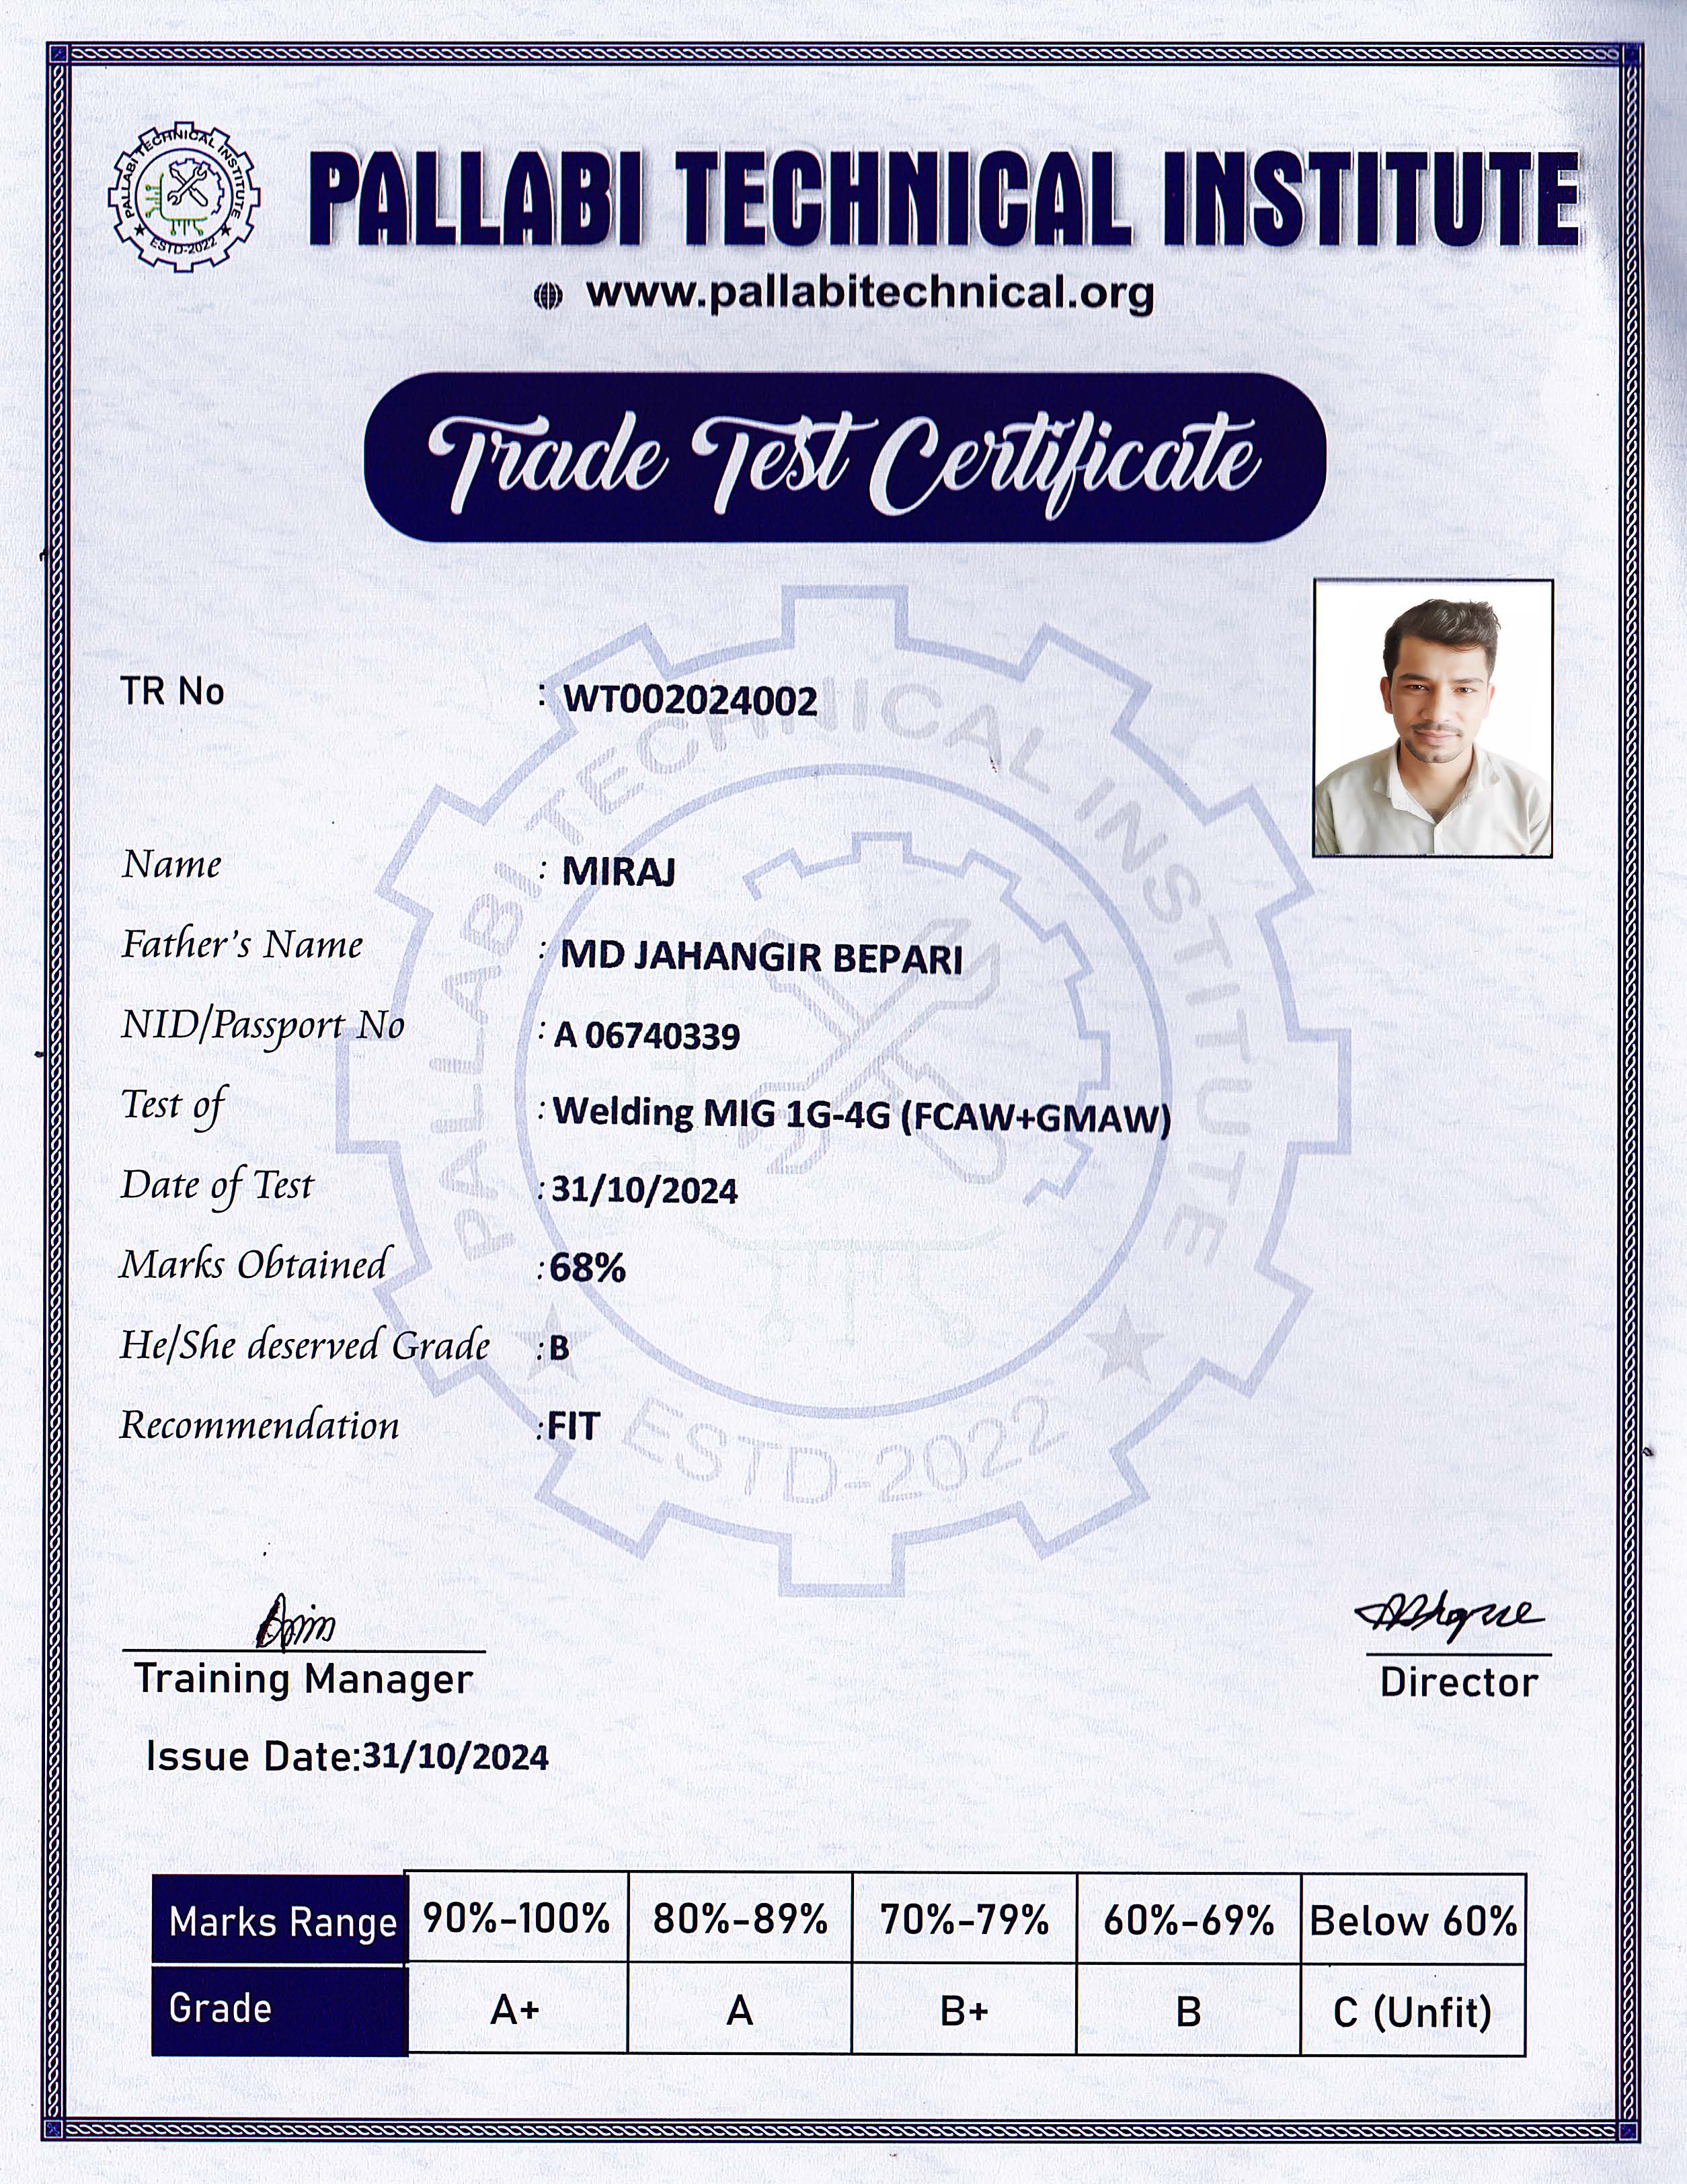 PALLABI TECHNICAL INSTITUTE
ESTD-2022
PALLABI TECHNICAL INSTITUTE
www.pallabitechnical.org
Trade Test Certificate
TR No : WT002024002
Name : MIRAJ
Father's Name : MD JAHANGIR BEPARI
NID/Passport No : A 06740339
Test of : Welding MIG 1G-4G (FCAW+GMAW)
Date of Test : 31/10/2024
Marks Obtained : 68%
He/She deserved Grade : B
Recommendation : FIT
PALLABI TECHNICAL INSTITUTE
ESTD-2022
Training Manager Director
Issue Date:31/10/2024
Marks Range 90%-100% 80%-89% 70%-79% 60%-69% Below 60%
Grade A+ A B+ B C (Unfit)